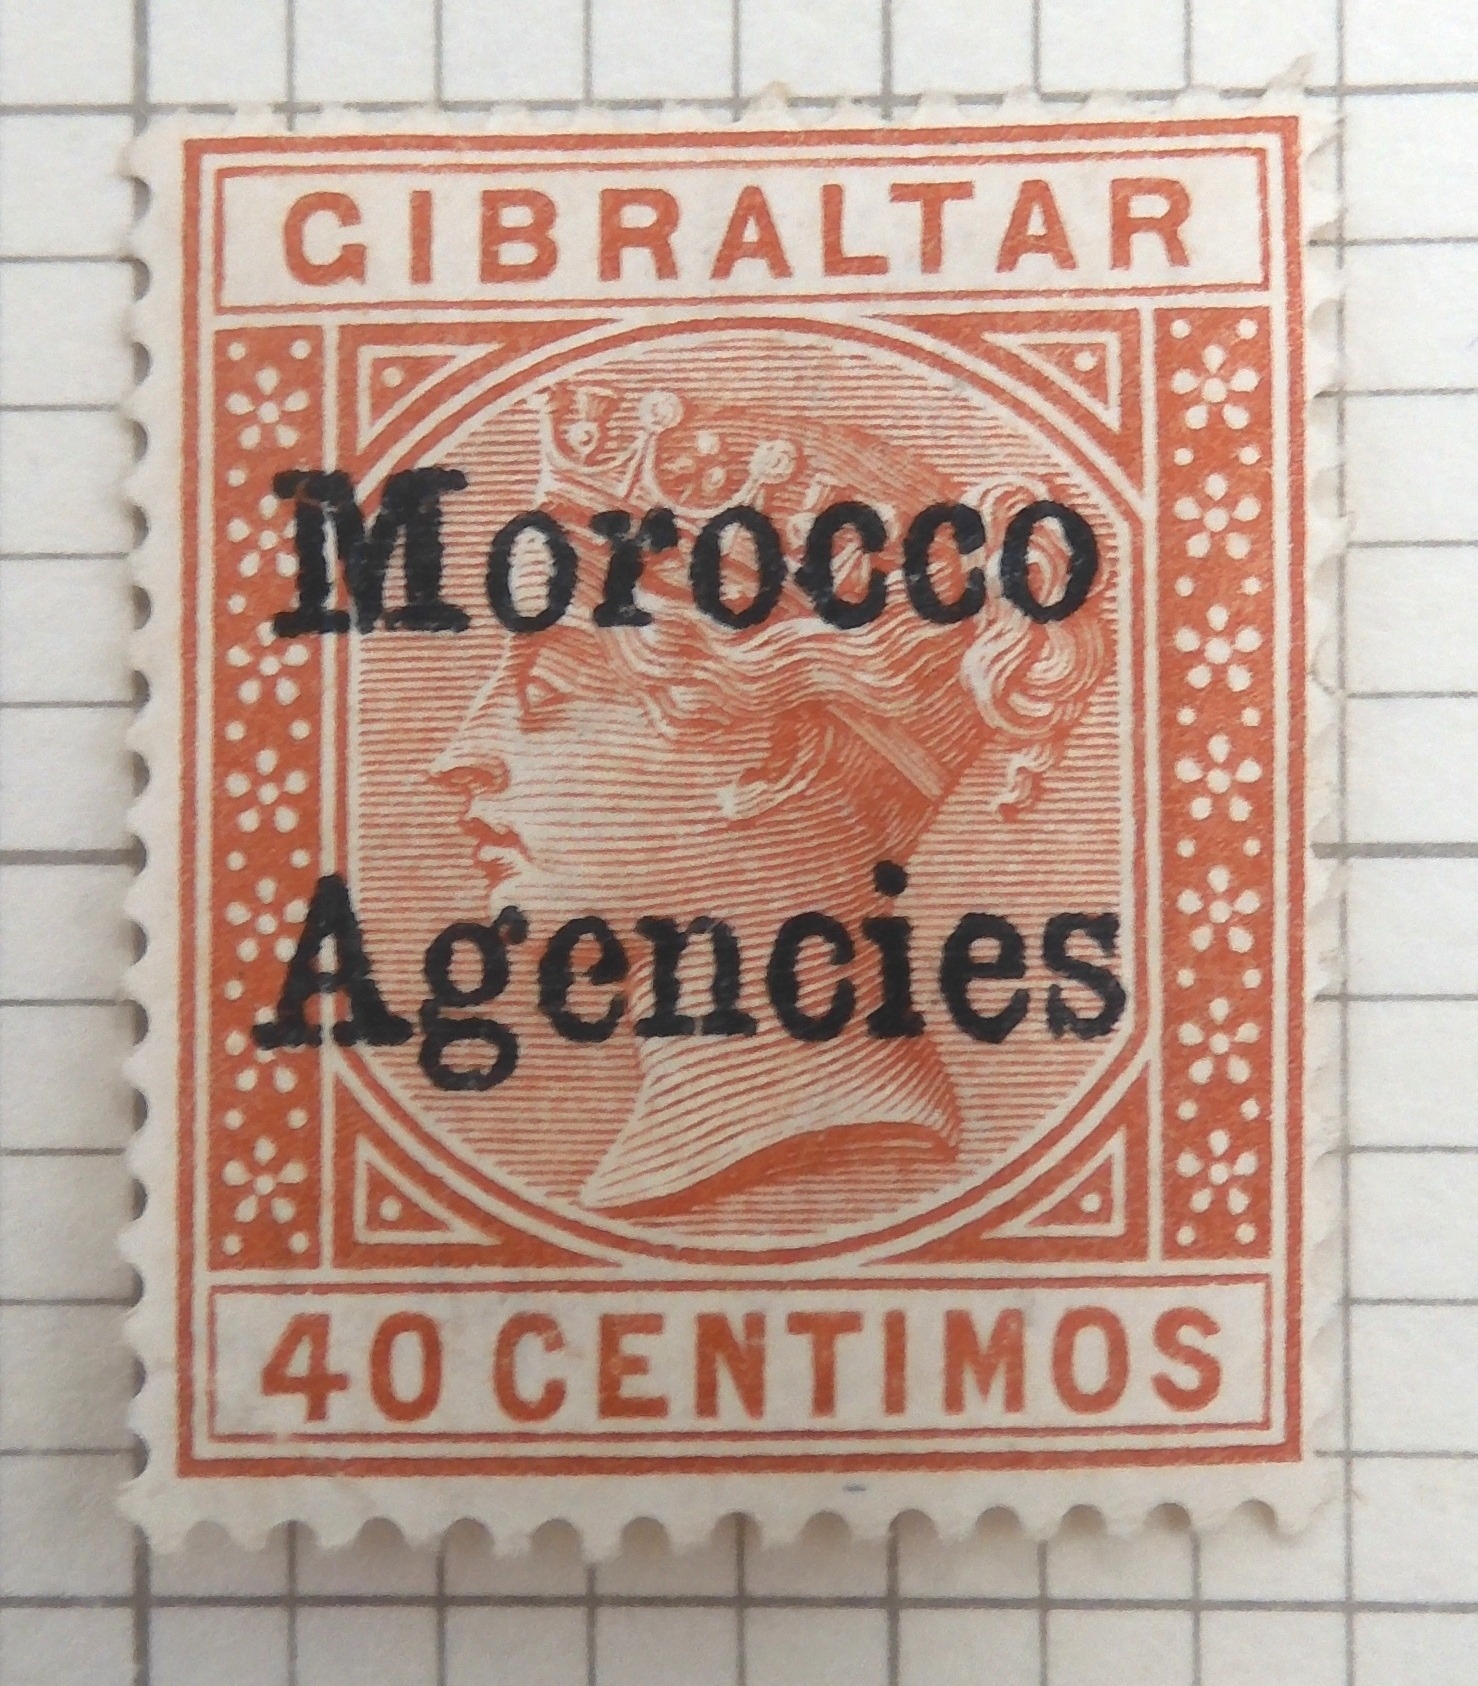 GIBRALTAR
Morocco
Agencies
40 CENTIMOS